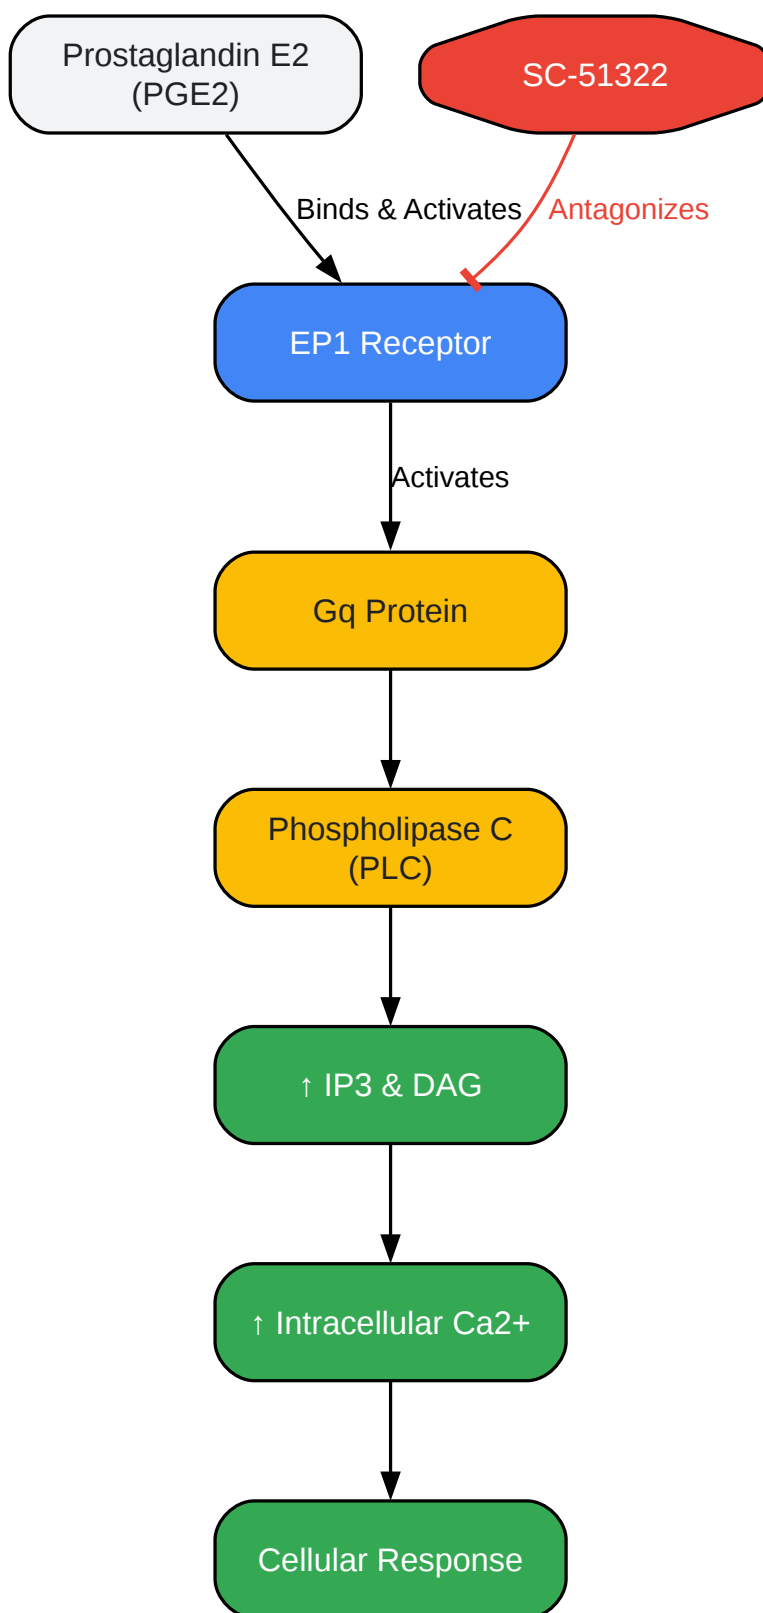 Prostaglandin E2
(PGE2)
SC-51322
Binds & Activates
Antagonizes
EP1 Receptor
Activates
Gq Protein
Phospholipase C
(PLC)
↑ IP3 & DAG
↑ Intracellular Ca2+
Cellular Response